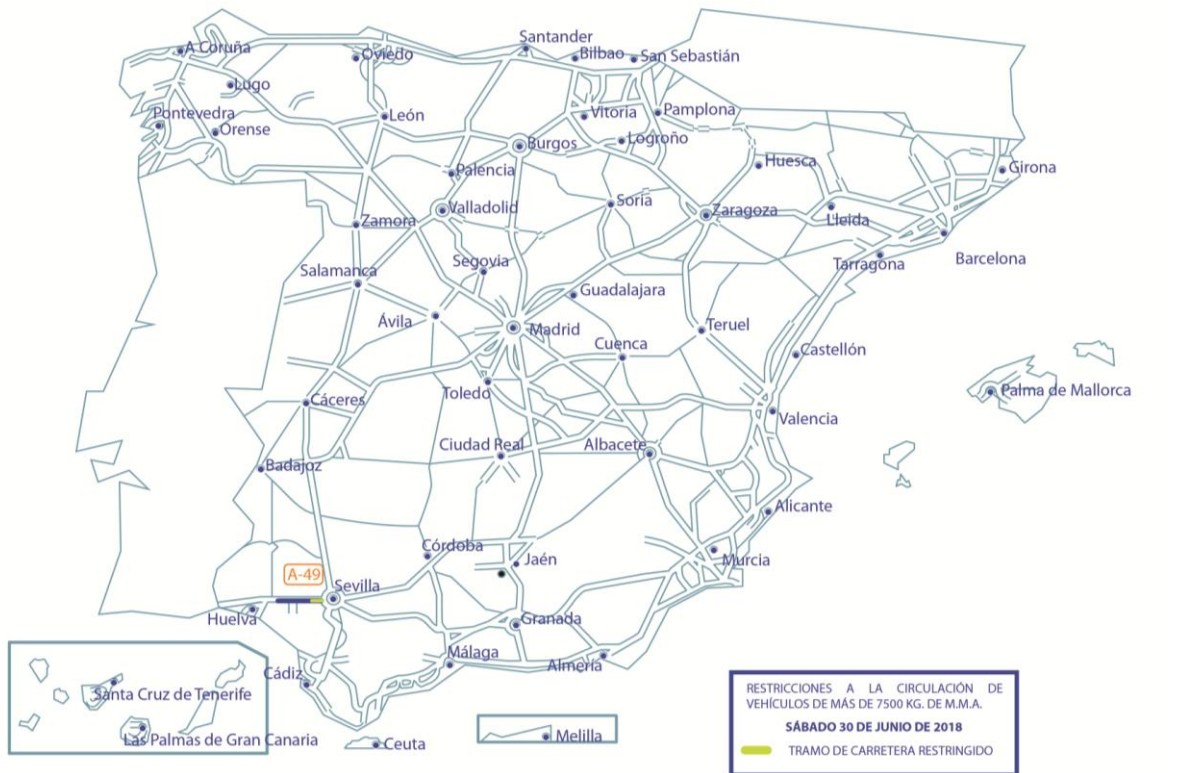 Santander
A Coruña
Oviedo
Bilbao
San Sebastián
Lugo
Pontevedra
León
Vitoria
Pamplona
Orense
Burgos
Logroño
Huesca
Girona
Palencia
Valladolid
Soria
Zaragoza
Lleida
Zamora
Segovia
Barcelona
Tarragona
Salamanca
Guadalajara
Ávila
Madrid
Teruel
Cuenca
Castellón
Toledo
Palma de Mallorca
Cáceres
Valencia
Ciudad Real
Albacete
Badajoz
Alicante
Córdoba
Jaén
Murcia
A-49
Sevilla
Huelva
Granada
Málaga
Almería
Cádiz
Santa Cruz de Tenerife
Las Palmas de Gran Canaria
Ceuta
Melilla
RESTRICCIONES A LA CIRCULACIÓN DE
VEHÍCULOS DE MÁS DE 7500 KG. DE M.M.A.
SÁBADO 30 DE JUNIO DE 2018
TRAMO DE CARRETERA RESTRINGIDO